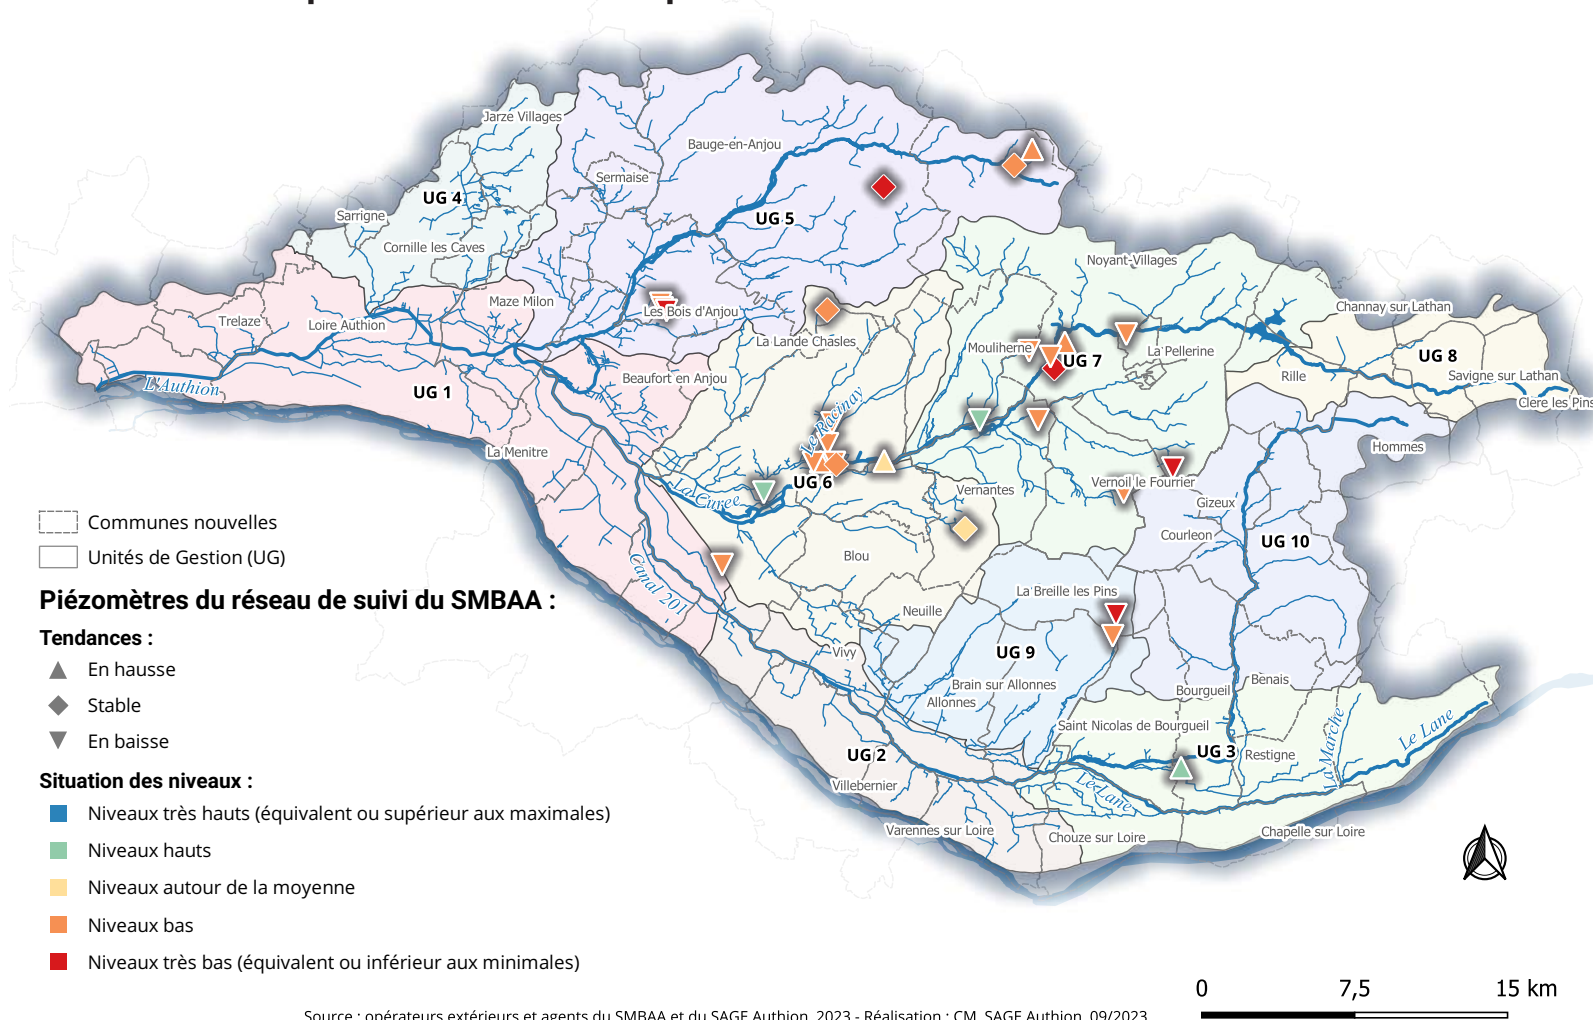 Jarze Villages
Bauge-en-Anjou
Sermaise
UG 4
UG 5
Sarrigne
Cornille les Caves
Noyant-Villages
Maze Milon
Les Bois d'Anjou
Channay sur Lathan
Trelaze
Loire Authion
La Lande Chasles
Mouliherne
UG 7
La Pellerine
UG 8
Rille
Savigne sur Lathan
Clere les Pins
L'Authion
UG 1
Beaufort en Anjou
Le Racinay
Hommes
La Menitre
UG 6
La Curee
Vernantes
Vernoil le Fourrier
Gizeux
Courleon
UG 10
Blou
Canal 201
La Breille les Pins
Neuille
Vivy
UG 9
Brain sur Allonnes
Allonnes
Bourgueil
Benais
Saint Nicolas de Bourgueil
UG 3
Restigne
La Marche
Le Lane
UG 2
Villebernier
Le Lane
Varennes sur Loire
Chouze sur Loire
Chapelle sur Loire
Communes nouvelles
Unités de Gestion (UG)
Piézomètres du réseau de suivi du SMBAA :
Tendances :
En hausse
Stable
En baisse
Situation des niveaux :
Niveaux très hauts (équivalent ou supérieur aux maximales)
Niveaux hauts
Niveaux autour de la moyenne
Niveaux bas
Niveaux très bas (équivalent ou inférieur aux minimales)
0 7,5 15 km
Source : opérateurs extérieurs et agents du SMBAA et du SAGE Authion, 2023 - Réalisation : CM, SAGE Authion, 09/2023